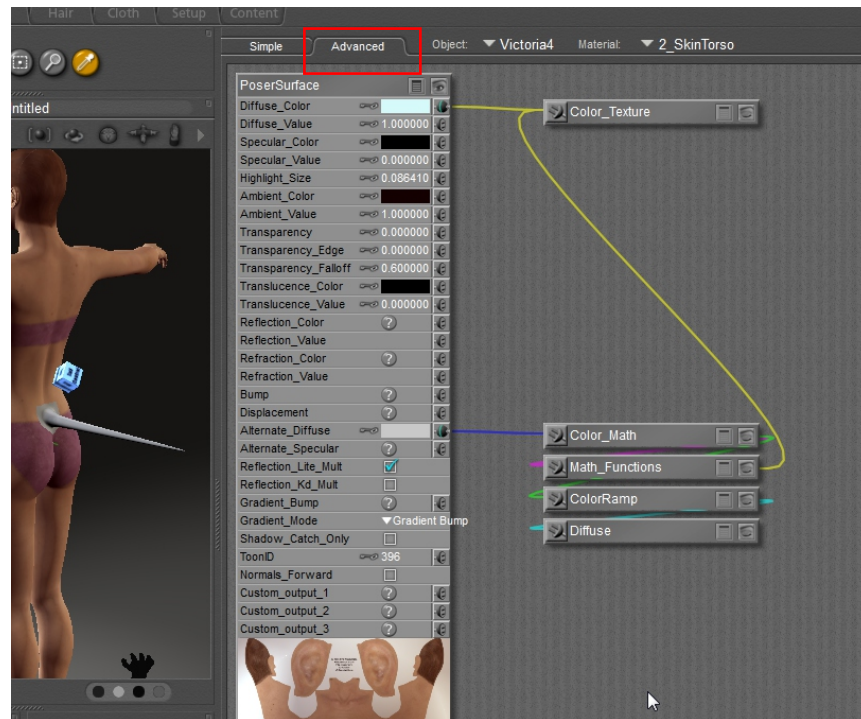 Hair Cloth Setup Content
Simple Advanced Object: Victoria4 Material: 2_SkinTorso
ntitled
PoserSurface
Diffuse_Color
Diffuse_Value 1.000000
Specular_Color
Specular_Value 0.000000
Highlight_Size 0.086410
Ambient_Color
Ambient_Value 1.000000
Transparency 0.000000
Transparency_Edge 0.000000
Transparency_Falloff 0.600000
Translucence_Color
Translucence_Value 0.000000
Reflection_Color ?
Reflection_Value
Refraction_Color ?
Refraction_Value
Bump ?
Displacement ?
Alternate_Diffuse
Alternate_Specular ?
Reflection_Lite_Mult
Reflection_Kd_Mult
Gradient_Bump ?
Gradient_Mode Gradient Bump
Shadow_Catch_Only
ToonID 396
Normals_Forward
Custom_output_1 ?
Custom_output_2 ?
Custom_output_3 ?
Color_Texture
Color_Math
Math_Functions
ColorRamp
Diffuse